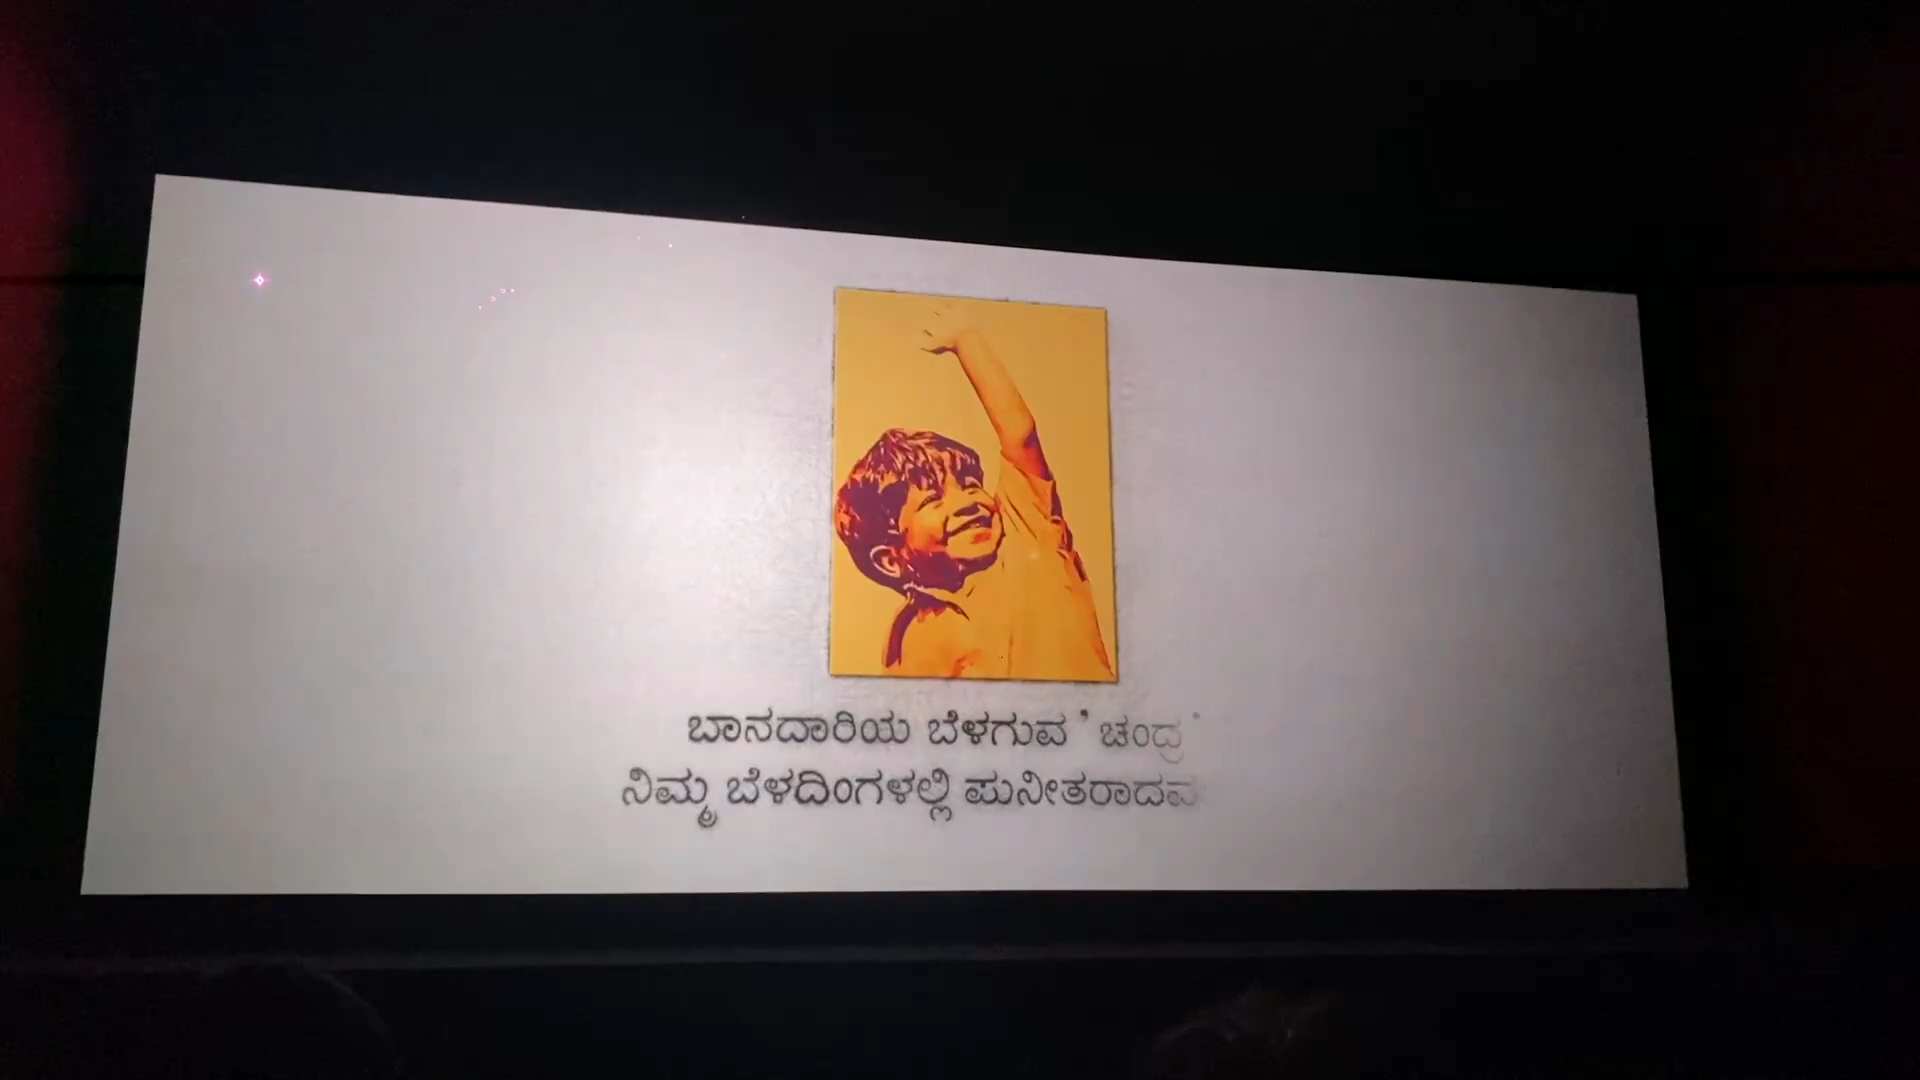 ಬಾನದಾರಿಯ ಬೆಳಗುವ 'ಚಂದ್ರ'
ನಿಮ್ಮ ಬೆಳದಿಂಗಳಲ್ಲಿ ಪುನೀತರಾದವ